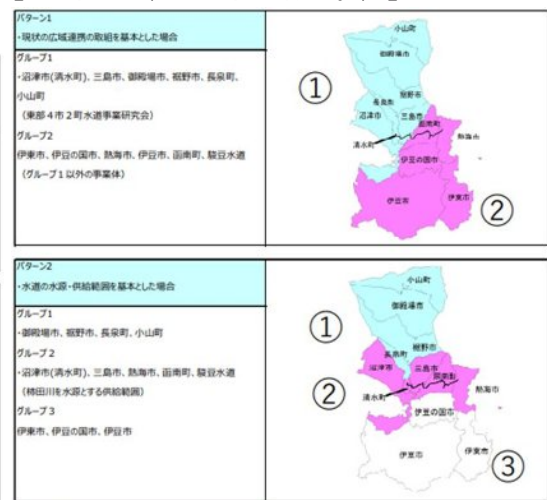 パターン1
・現状の広域連携の取組を基本とした場合
グループ1
・沼津市(清水町)、三島市、御殿場市、裾野市、長泉町、
小山町
（東部4市2町水道事業研究会）
グループ2
伊東市、伊豆の国市、熱海市、伊豆市、函南町、駿豆水道
（グループ1以外の事業体）
小山町
御殿場市
①
裾野市
長泉町
沼津市
三島市
函南町
熱海市
清水町
伊豆の国市
伊豆市
伊東市
②
パターン2
・水道の水源・供給範囲を基本とした場合
グループ1
・御殿場市、裾野市、長泉町、小山町
グループ2
・沼津市(清水町)、三島市、熱海市、函南町、駿豆水道
（柿田川を水源とする供給範囲）
グループ3
伊東市、伊豆の国市、伊豆市
小山町
御殿場市
①
裾野市
長泉町
沼津市
三島市
函南町
②
熱海市
清水町
伊豆の国市
伊豆市
伊東市
③